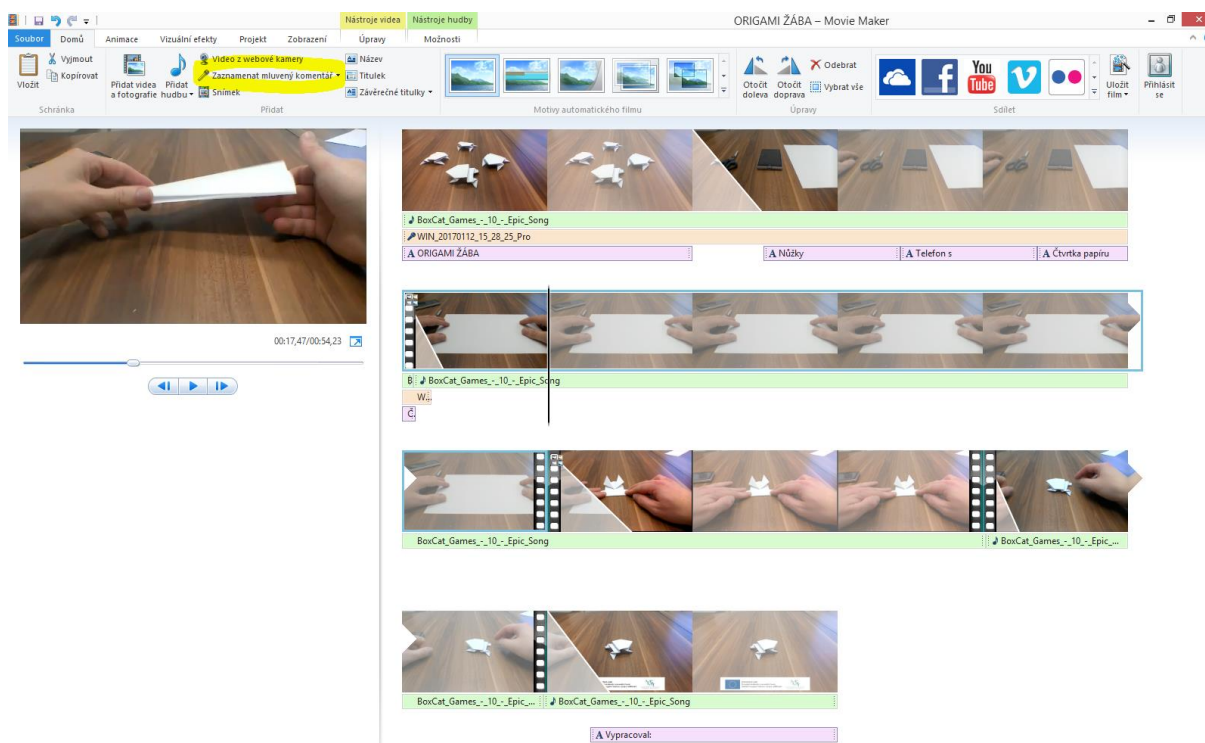 Nástroje videa Nástroje hudby ORIGAMI ŽÁBA – Movie Maker
Soubor Domů Animace Vizuální efekty Projekt Zobrazení Úpravy Možnosti
Vložit
Vyjmout
Kopírovat
Schránka
Přidat videa
a fotografie
Přidat
hudbu
Video z webové kamery
Zaznamenat mluvený komentář
Snímek
Název
Titulek
Závěrečné titulky
Přidat
Motivy automatického filmu
Otočit
doleva
Otočit
doprava
Odebrat
Vybrat vše
Úpravy
You
Tube
Sdílet
Uložit
film
Přihlásit
se
00:17,47/00:54,23
BoxCat_Games_-_10_-_Epic_Song
WIN_20170112_15_28_25_Pro
A ORIGAMI ŽÁBA A Nůžky A Telefon s A Čtvrtka papíru
B BoxCat_Games_-_10_-_Epic_Song
W...
Č.
BoxCat_Games_-_10_-_Epic_Song BoxCat_Games_-_10_-_Epic_...
BoxCat_Games_-_10_-_Epic_... BoxCat_Games_-_10_-_Epic_Song
A Vypracoval: